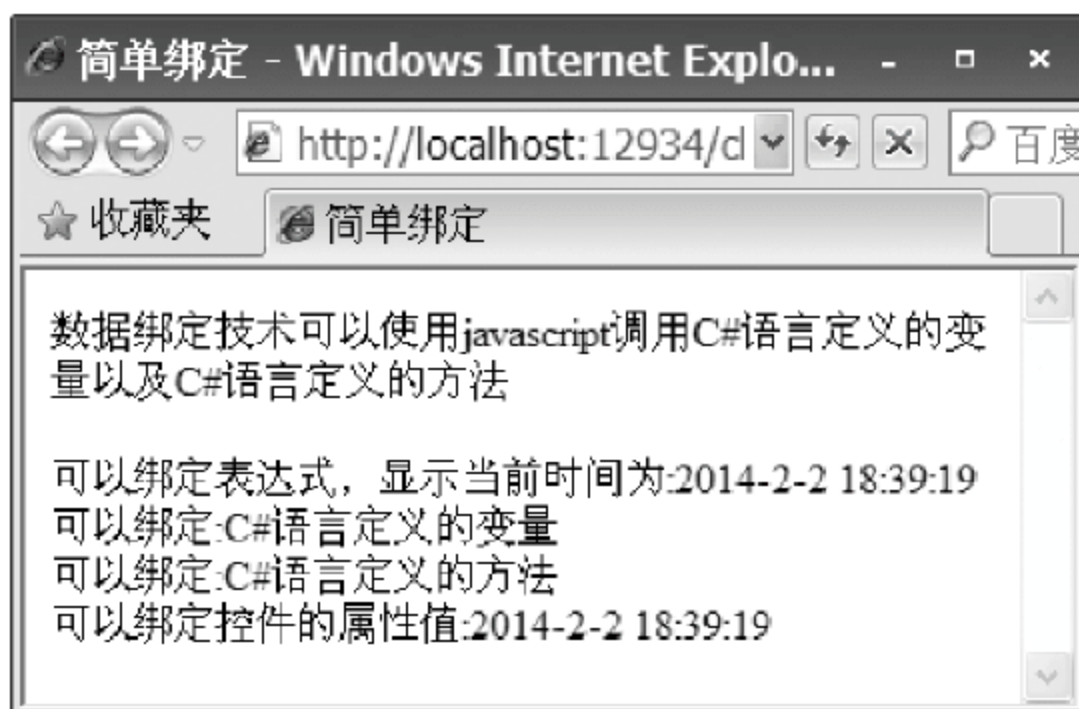 简单绑定 - Windows Internet Explo...
http://localhost:12934/cl
百度
收藏夹
简单绑定
数据绑定技术可以使用javascript调用C#语言定义的变
量以及C#语言定义的方法
可以绑定表达式，显示当前时间为:2014-2-2 18:39:19
可以绑定:C#语言定义的变量
可以绑定:C#语言定义的方法
可以绑定控件的属性值:2014-2-2 18:39:19